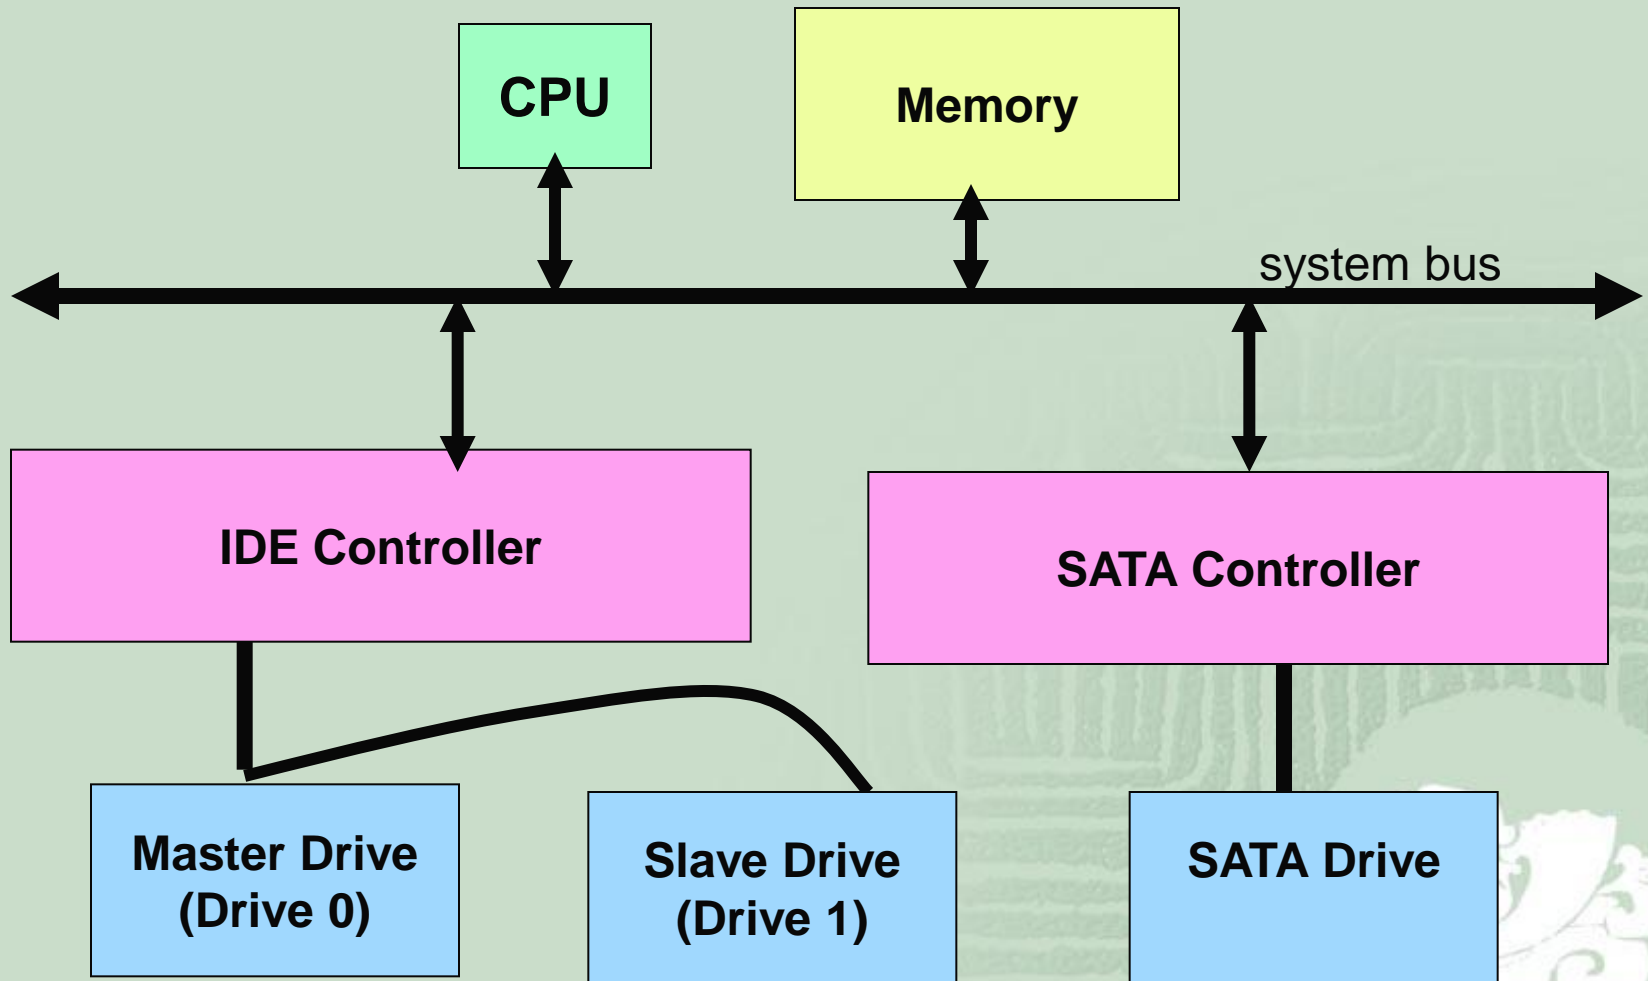 CPU
Memory
system bus
IDE Controller
SATA Controller
Master Drive
(Drive 0)
Slave Drive
(Drive 1)
SATA Drive